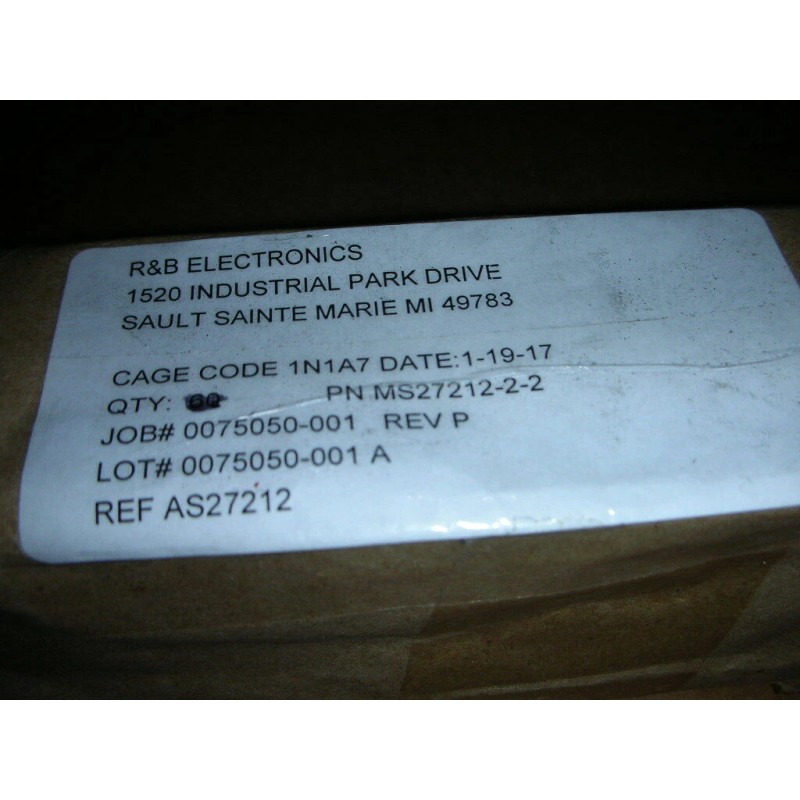 R&B ELECTRONICS
1520 INDUSTRIAL PARK DRIVE
SAULT SAINTE MARIE MI 49783
CAGE CODE 1N1A7 DATE:1-19-17
QTY: PN MS27212-2-2
JOB# 0075050-001 REV P
LOT# 0075050-001 A
REF AS27212